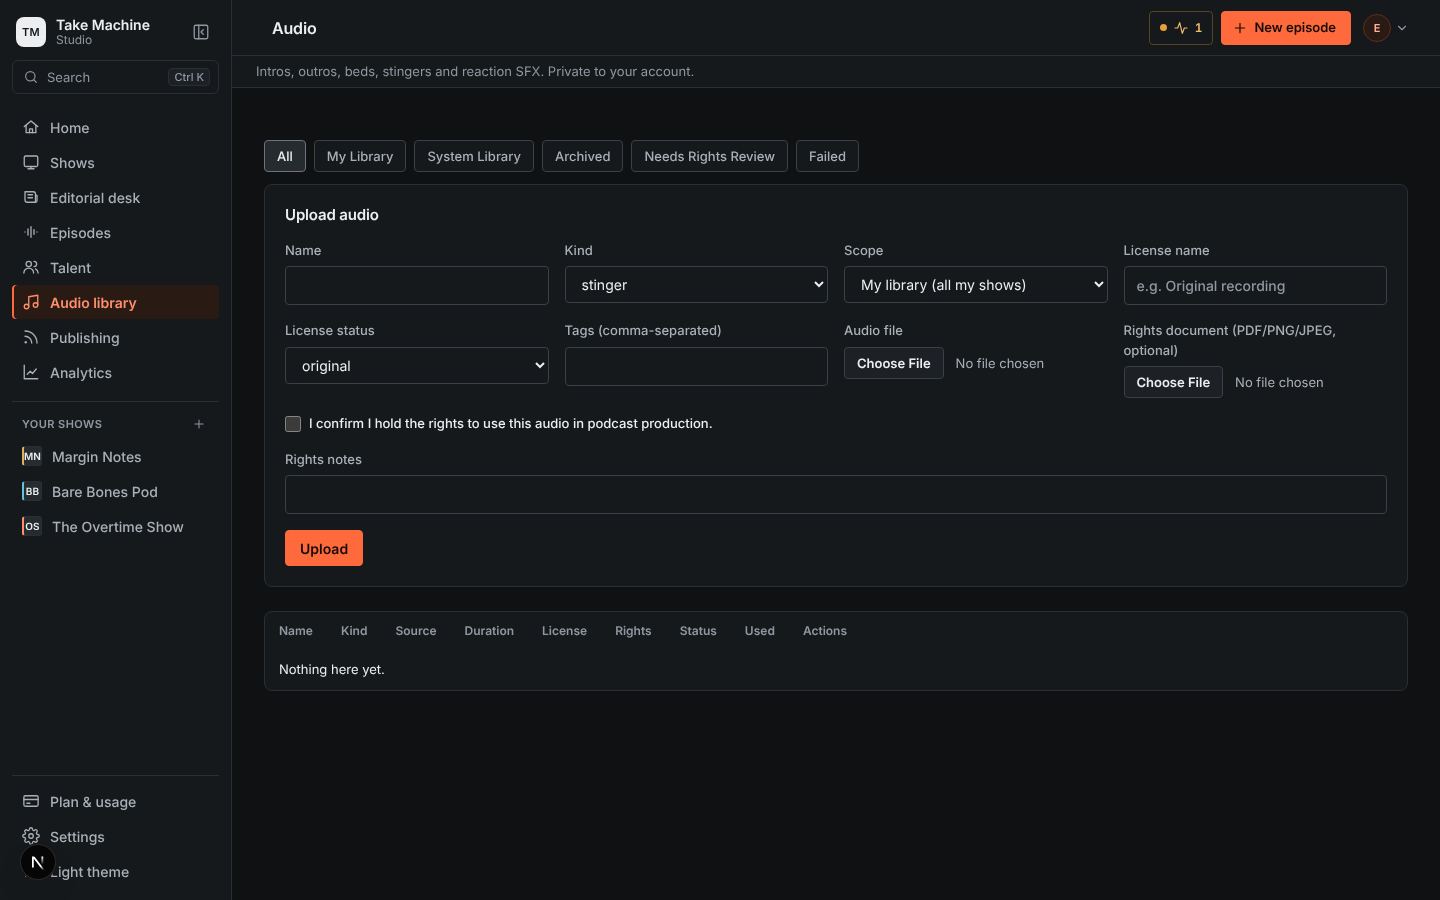 TM
Take Machine
Studio
Search
Ctrl K
Home
Shows
Editorial desk
Episodes
Talent
Audio library
Publishing
Analytics
YOUR SHOWS
MN Margin Notes
BB Bare Bones Pod
OS The Overtime Show
Plan & usage
Settings
N
Light theme
Audio
1
New episode
E
Intros, outros, beds, stingers and reaction SFX. Private to your account.
All My Library System Library Archived Needs Rights Review Failed
Upload audio
Name Kind Scope License name
stinger My library (all my shows) e.g. Original recording
License status Tags (comma-separated) Audio file Rights document (PDF/PNG/JPEG,
optional)
original Choose File No file chosen Choose File No file chosen
I confirm I hold the rights to use this audio in podcast production.
Rights notes
Upload
Name Kind Source Duration License Rights Status Used Actions
Nothing here yet.